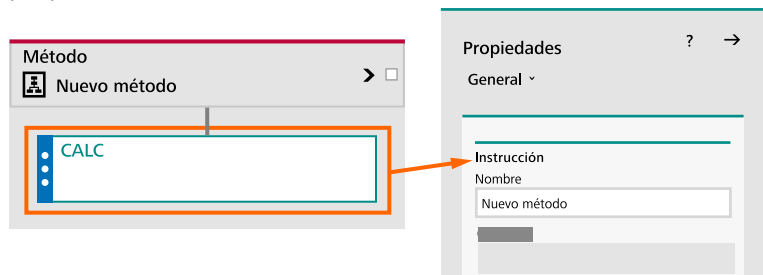 Método
Nuevo método
CALC
Propiedades
?
General
Instrucción
Nombre
Nuevo método